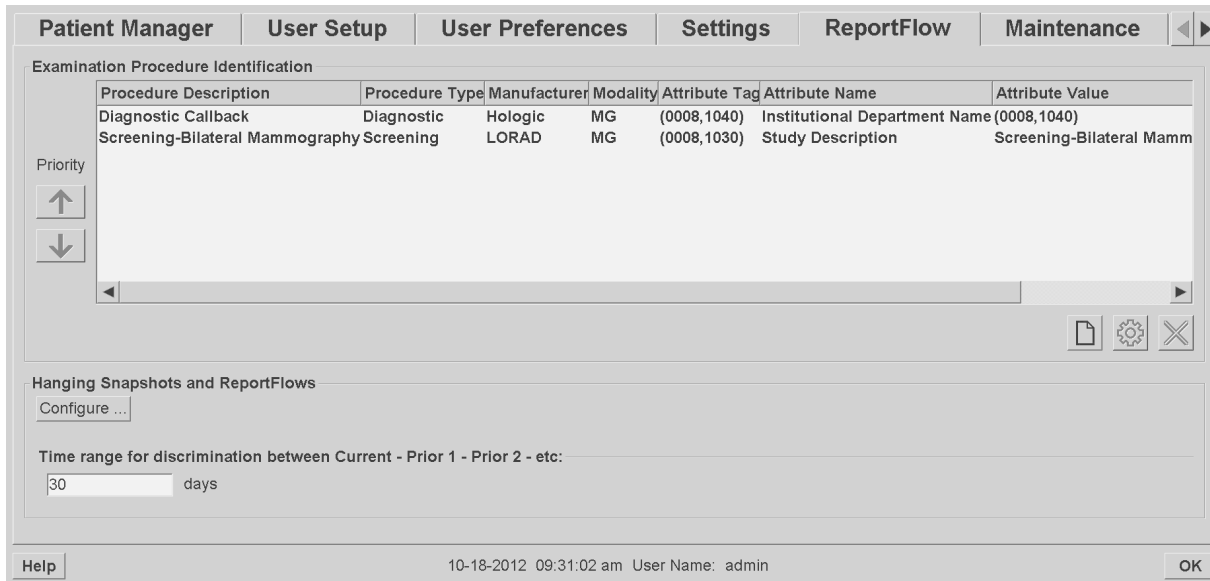 Patient Manager User Setup User Preferences Settings ReportFlow Maintenance
Examination Procedure Identification
Procedure Description Procedure Type Manufacturer Modality Attribute Tag Attribute Name Attribute Value
Diagnostic Callback Diagnostic Hologic MG (0008,1040) Institutional Department Name (0008,1040)
Screening-Bilateral Mammography Screening LORAD MG (0008,1030) Study Description Screening-Bilateral Mamm
Priority
Hanging Snapshots and ReportFlows
Configure ...
Time range for discrimination between Current - Prior 1 - Prior 2 - etc:
30 days
Help 10-18-2012 09:31:02 am User Name: admin OK